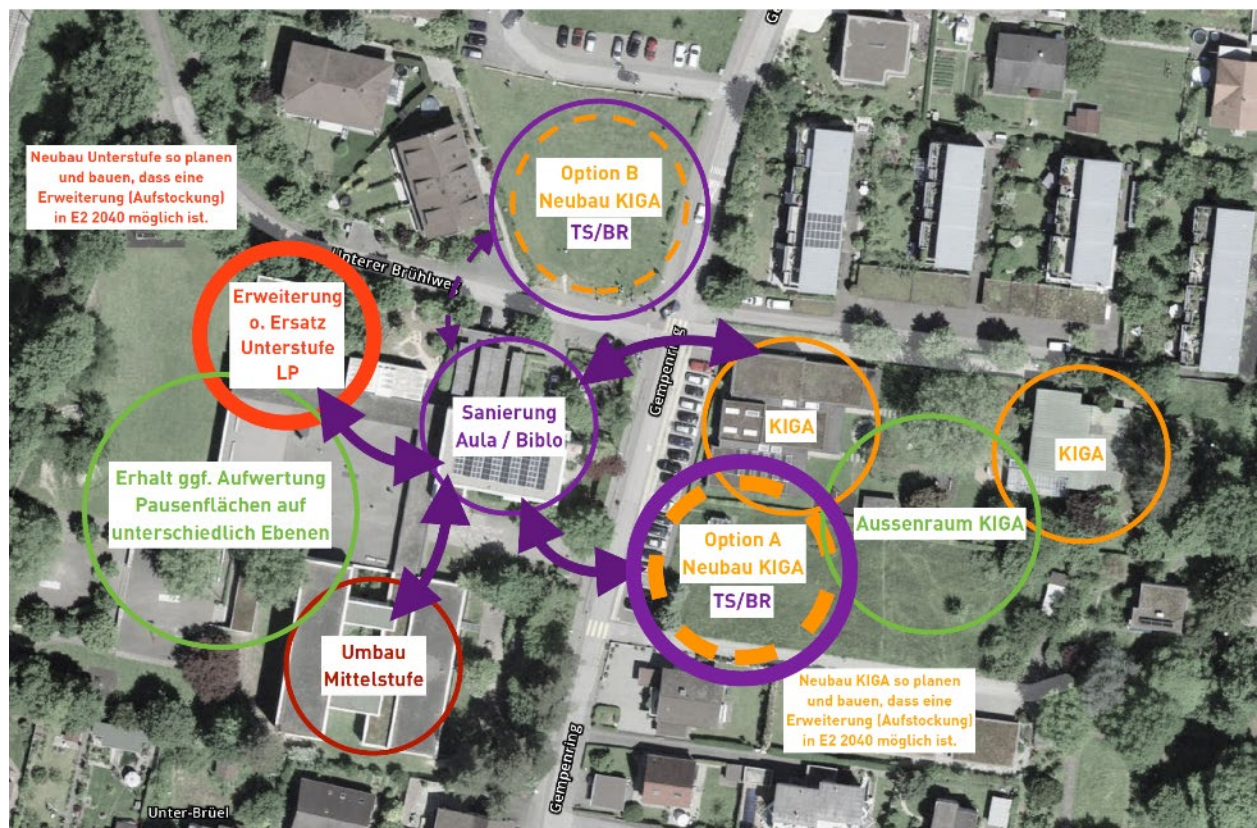 Ge
Neubau Unterstufe so planen
und bauen, dass eine
Erweiterung (Aufstockung)
in E2 2040 möglich ist.
Option B
Neubau KIGA
TS/BR
Unterer Brühlweg
Erweiterung
o. Ersatz
Unterstufe
LP
Gempenring
Sanierung
Aula / Biblo
KIGA
KIGA
Erhalt ggf. Aufwertung
Pausenflächen auf
unterschiedlich Ebenen
Aussenraum KIGA
Option A
Neubau KIGA
TS/BR
Umbau
Mittelstufe
Neubau KIGA so planen
und bauen, dass eine
Erweiterung (Aufstockung)
in E2 2040 möglich ist.
Gempenring
Unter-Brüel